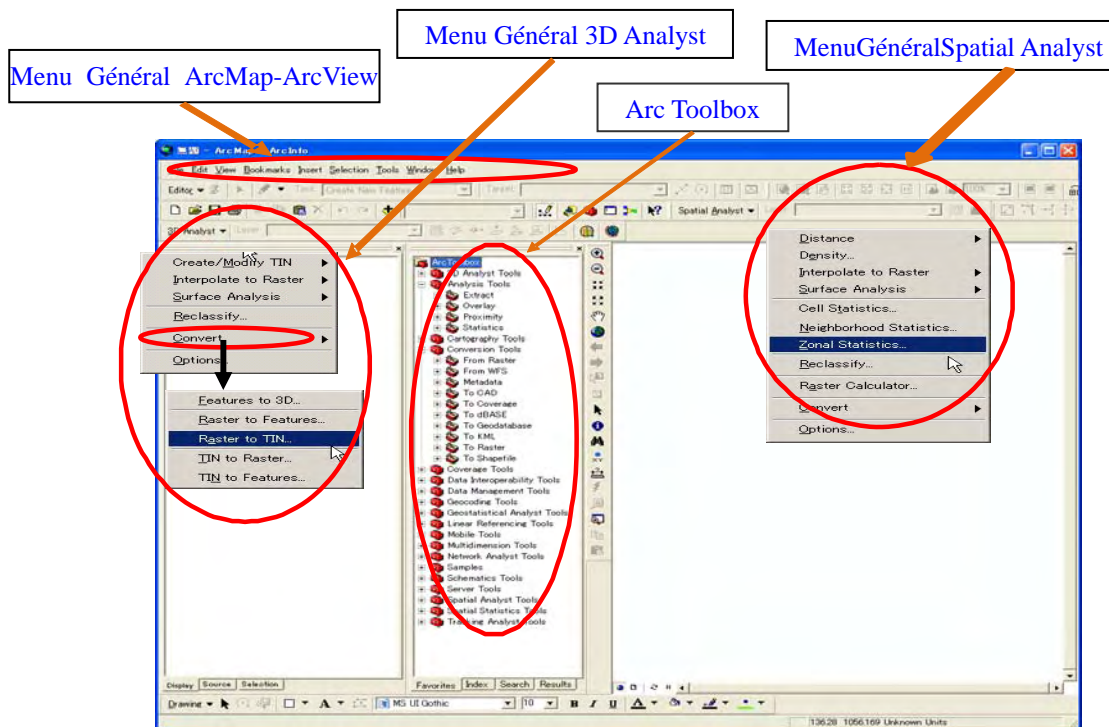 Menu Général 3D Analyst
MenuGénéralSpatial Analyst
Menu Général ArcMap-ArcView
Arc Toolbox
無題 - ArcMap - ArcInfo
Edit View Bookmarks Insert Selection Tools Window Help
Editor Task: Create New Feature Target:
100%
Spatial Analyst
3D Analyst Layer:
Create/Modify TIN
Interpolate to Raster
Surface Analysis
Reclassify...
Convert
Options...
Features to 3D...
Raster to Features...
Raster to TIN...
TIN to Raster...
TIN to Features...
ArcToolbox
3D Analyst Tools
Analysis Tools
Extract
Overlay
Proximity
Statistics
Cartography Tools
Conversion Tools
From Raster
From WFS
Metadata
To CAD
To Coverage
To dBASE
To Geodatabase
To KML
To Raster
To Shapefile
Coverage Tools
Data Interoperability Tools
Data Management Tools
Geocoding Tools
Geostatistical Analyst Tools
Linear Referencing Tools
Mobile Tools
Multidimension Tools
Network Analyst Tools
Samples
Schematics Tools
Server Tools
Spatial Analyst Tools
Spatial Statistics Tools
Tracking Analyst Tools
Distance
Density...
Interpolate to Raster
Surface Analysis
Cell Statistics...
Neighborhood Statistics...
Zonal Statistics...
Reclassify...
Raster Calculator...
Convert
Options...
Display Source Selection
Favorites Index Search Results
Drawing A MS UI Gothic 10 B I U A
136.28 1056.169 Unknown Units